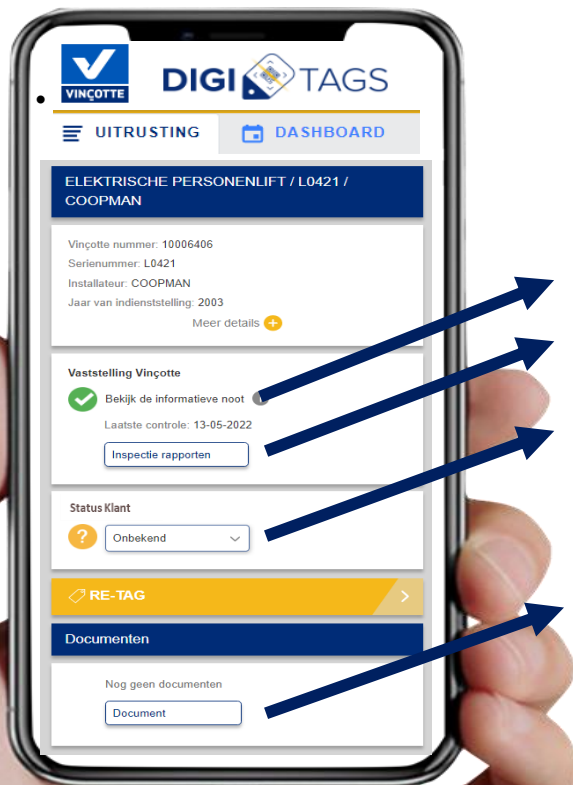 VINÇOTTE
DIGI TAGS
UITRUSTING
DASHBOARD
ELEKTRISCHE PERSONENLIFT / L0421 /
COOPMAN
Vinçotte nummer: 10006406
Serienummer: L0421
Installateur: COOPMAN
Jaar van indienststelling: 2003
Meer details +
Vaststelling Vinçotte
Bekijk de informatieve noot
Laatste controle: 13-05-2022
Inspectie rapporten
Status Klant
? Onbekend
RE-TAG >
Documenten
Nog geen documenten
Document